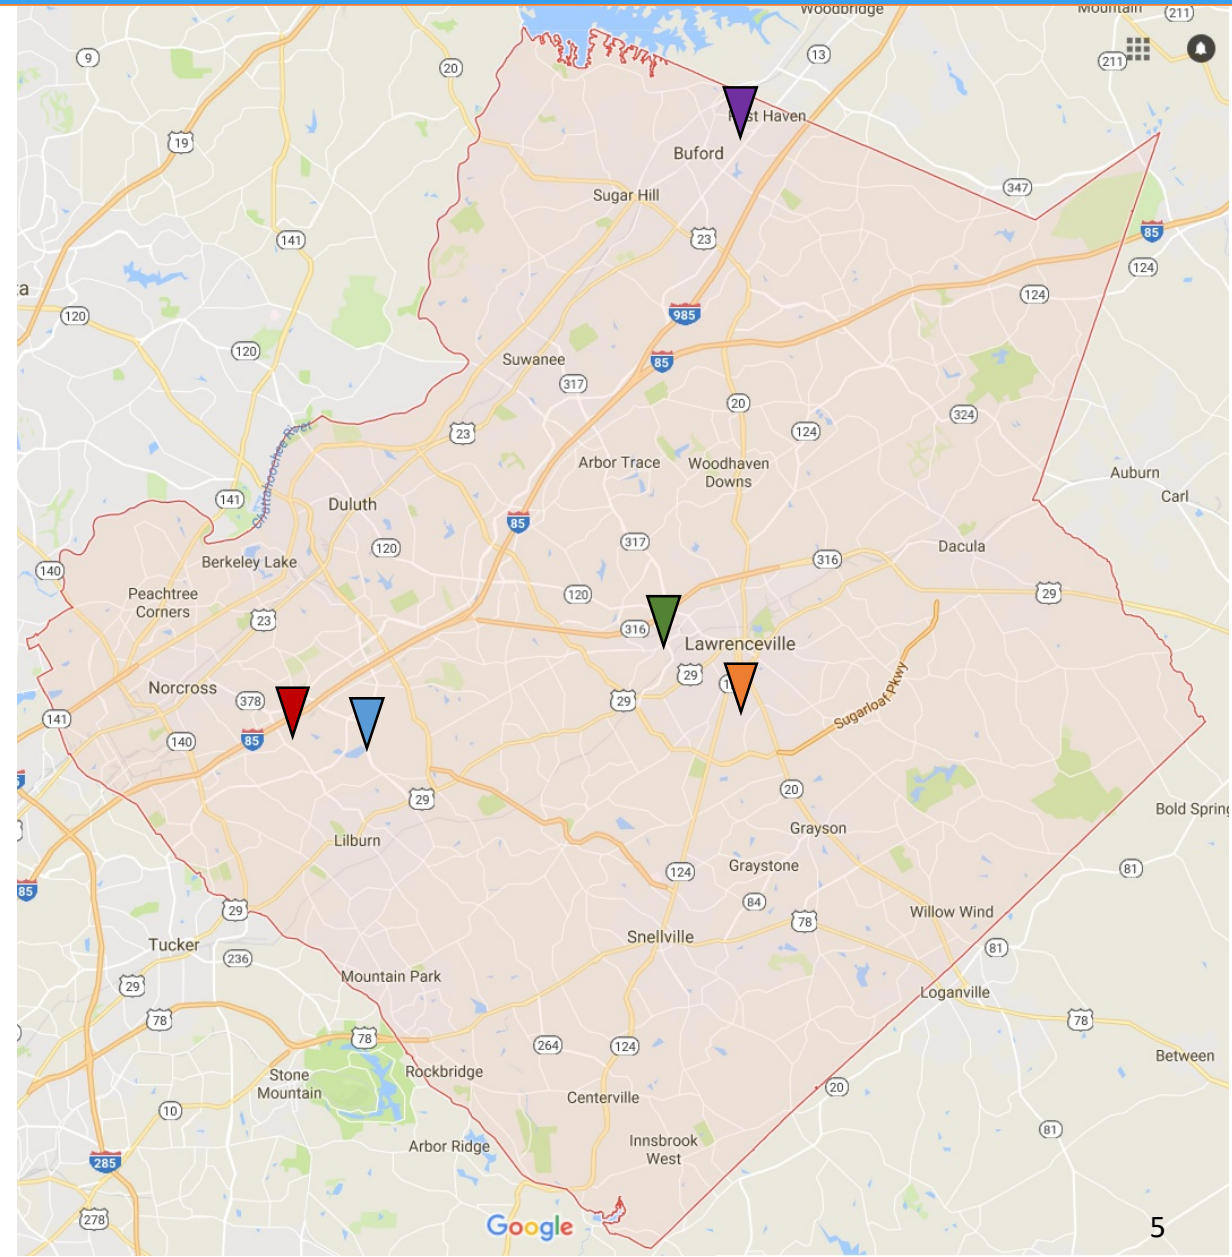 Woodbridge
Mountain
211
9
13
20
211
19
st Haven
Buford
347
Sugar Hill
141
23
85
124
124
120
985
120
Suwanee
85
317
20
324
124
23
Chattahoochee River
Arbor Trace
Woodhaven
Downs
Auburn
Carl
141
Duluth
85
317
120
Dacula
Berkeley Lake
316
140
Peachtree
Corners
120
29
23
316
Lawrenceville
29
Norcross
378
29
141
140
85
Sugarloaf Pkwy
20
29
Bold Spring
Grayson
Lilburn
Graystone
124
81
85
84
29
78
Willow Wind
Tucker
Snellville
81
236
Mountain Park
29
Loganville
78
78
78
264
124
Between
Rockbridge
Stone
Mountain
20
Centerville
10
81
Arbor Ridge
Innsbrook
West
285
278
Google
5